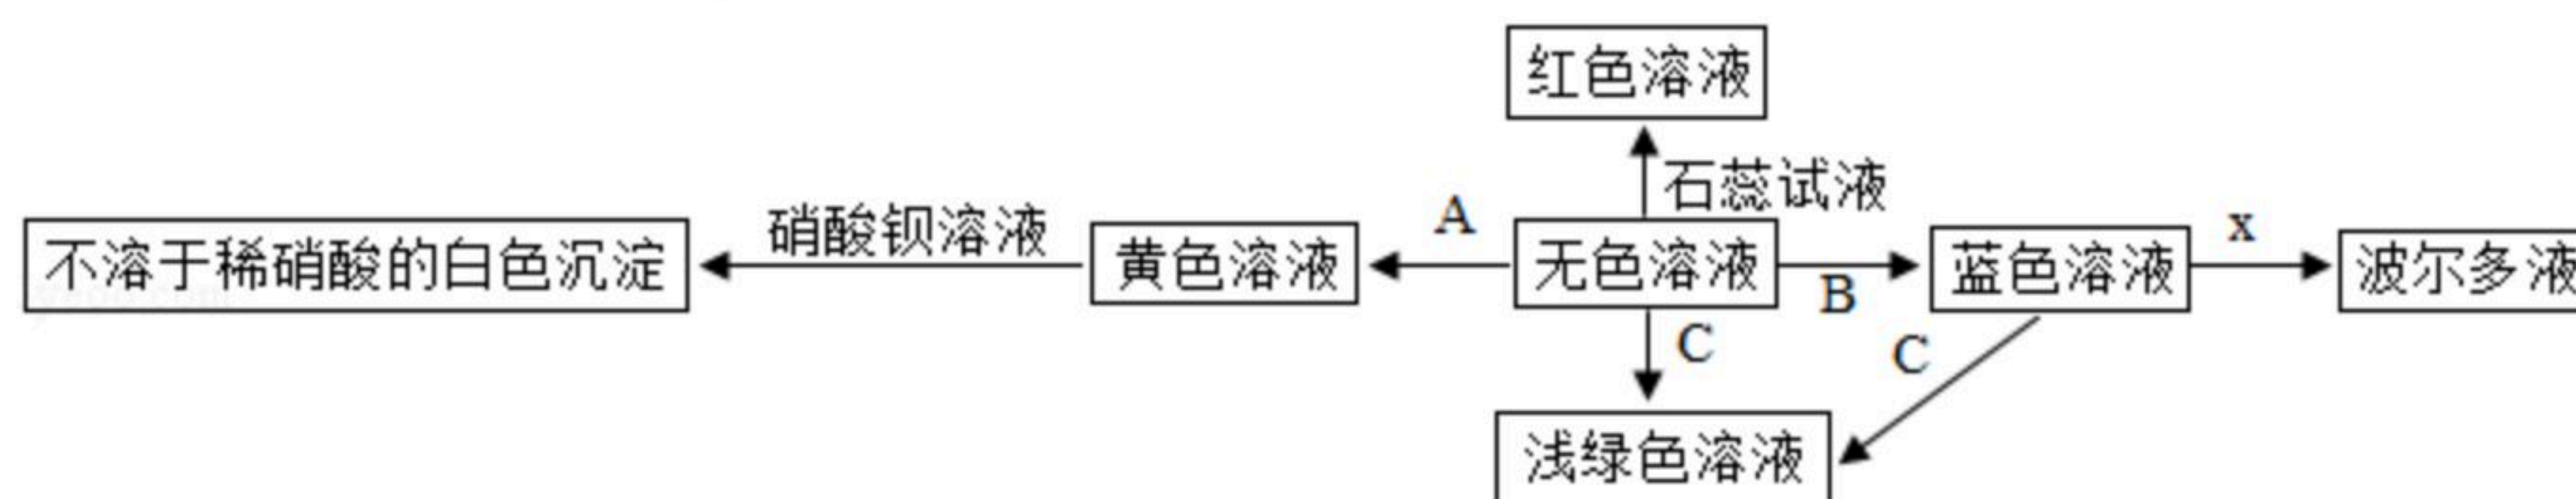 红色溶液
石蕊试液
不溶于稀硝酸的白色沉淀
硝酸钡溶液
黄色溶液
A
无色溶液
B
蓝色溶液
x
波尔多液
C
C
浅绿色溶液